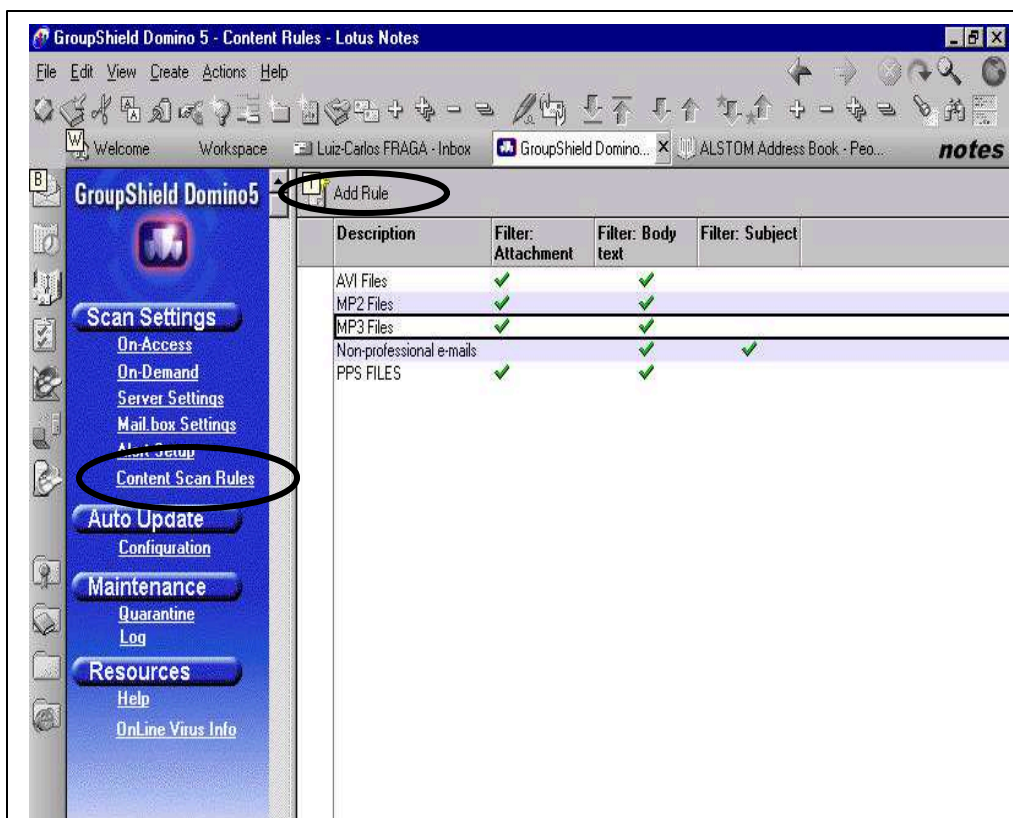 GroupShield Domino 5 - Content Rules - Lotus Notes
File Edit View Create Actions Help
W Welcome Workspace Luiz-Carlos FRAGA - Inbox GroupShield Domino... ALSTOM Address Book - Peo... notes
B
GroupShield Domino5
Add Rule
Description Filter: Attachment Filter: Body text Filter: Subject
AVI Files
MP2 Files
MP3 Files
Non-professional e-mails
PPS FILES
Scan Settings
On-Access
On-Demand
Server Settings
Mail.box Settings
Alert Setup
Content Scan Rules
Auto Update
Configuration
Maintenance
Quarantine
Log
Resources
Help
OnLine Virus Info